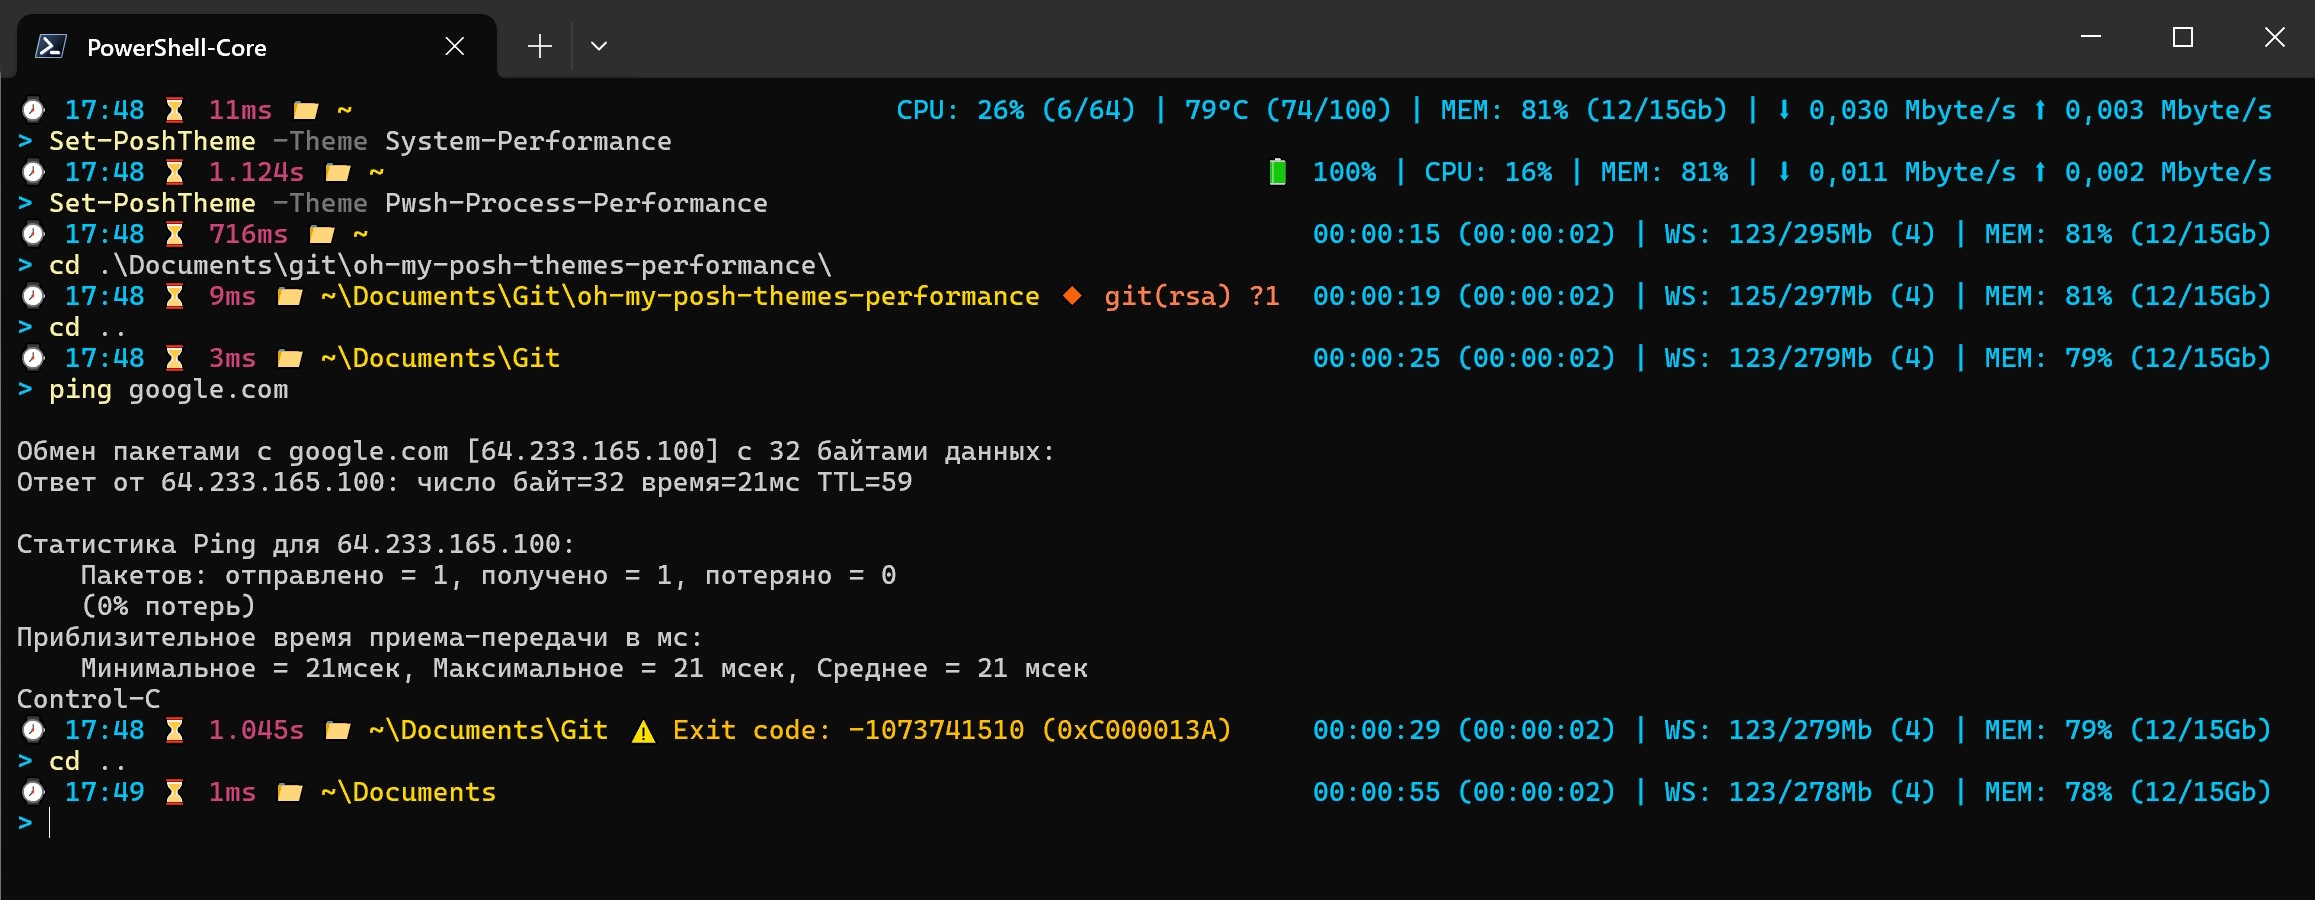 PowerShell-Core
17:48 11ms ~ CPU: 26% (6/64) | 79°C (74/100) | MEM: 81% (12/15Gb) | ↓ 0,030 Mbyte/s ↑ 0,003 Mbyte/s
> Set-PoshTheme -Theme System-Performance
17:48 1.124s ~ 100% | CPU: 16% | MEM: 81% | ↓ 0,011 Mbyte/s ↑ 0,002 Mbyte/s
> Set-PoshTheme -Theme Pwsh-Process-Performance
17:48 716ms ~ 00:00:15 (00:00:02) | WS: 123/295Mb (4) | MEM: 81% (12/15Gb)
> cd .\Documents\git\oh-my-posh-themes-performance\
17:48 9ms ~\Documents\Git\oh-my-posh-themes-performance git(rsa) ?1 00:00:19 (00:00:02) | WS: 125/297Mb (4) | MEM: 81% (12/15Gb)
> cd ..
17:48 3ms ~\Documents\Git 00:00:25 (00:00:02) | WS: 123/279Mb (4) | MEM: 79% (12/15Gb)
> ping google.com
Обмен пакетами с google.com [64.233.165.100] с 32 байтами данных:
Ответ от 64.233.165.100: число байт=32 время=21мс TTL=59
Статистика Ping для 64.233.165.100:
Пакетов: отправлено = 1, получено = 1, потеряно = 0
(0% потерь)
Приблизительное время приема-передачи в мс:
Минимальное = 21мсек, Максимальное = 21 мсек, Среднее = 21 мсек
Control-C
17:48 1.045s ~\Documents\Git Exit code: -1073741510 (0xC000013A) 00:00:29 (00:00:02) | WS: 123/279Mb (4) | MEM: 79% (12/15Gb)
> cd ..
17:49 1ms ~\Documents 00:00:55 (00:00:02) | WS: 123/278Mb (4) | MEM: 78% (12/15Gb)
>